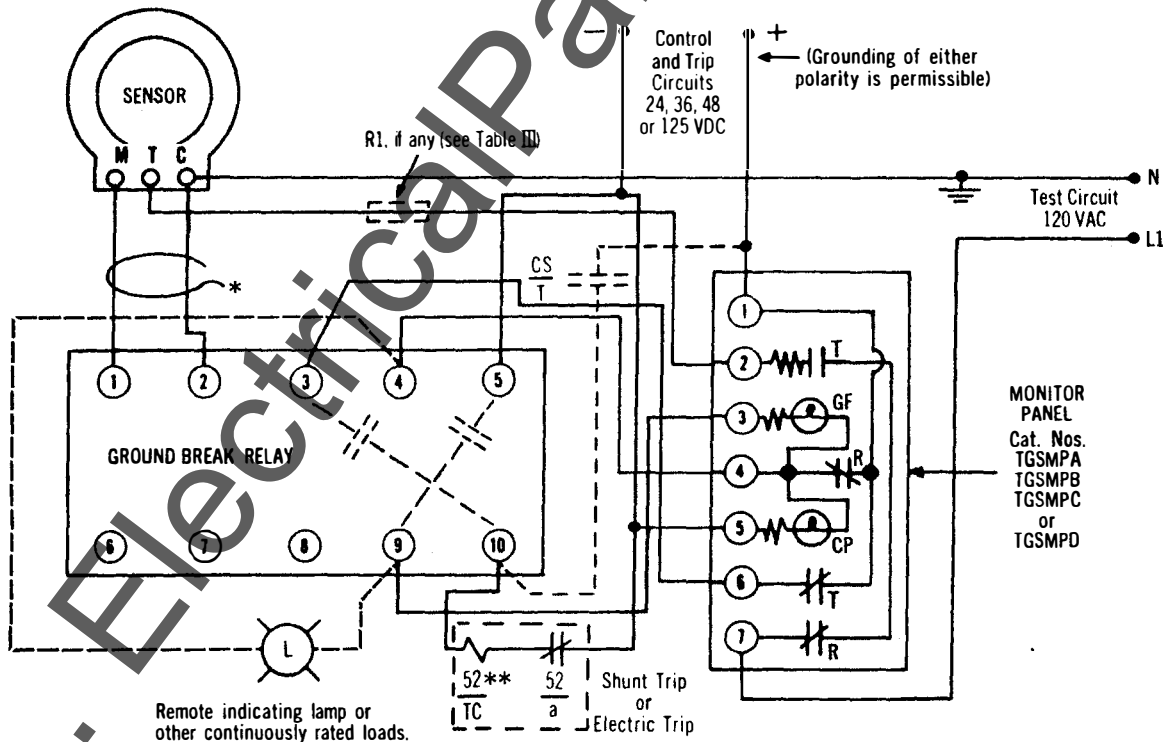 SENSOR
M T C
R1, if any (see Table III)
− +
Control
and Trip
Circuits
24, 36, 48
or 125 VDC
(Grounding of either
polarity is permissible)
N
Test Circuit
120 VAC
L1
*
CS
T
1 2 3 4 5
GROUND BREAK RELAY
6 7 8 9 10
1
2 T
3 GF
4 R
5 CP
6 T
7 R
MONITOR
PANEL
Cat. Nos.
TGSMPA
TGSMPB
TGSMPC
or
TGSMPD
L
52** 52
TC a
Shunt Trip
or
Electric Trip
Remote indicating lamp or
other continuously rated loads.